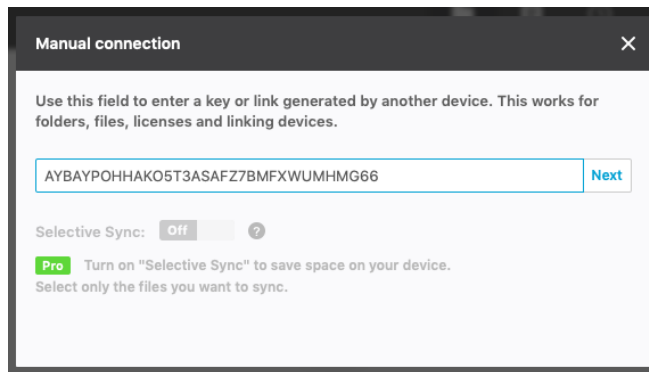 Manual connection
Use this field to enter a key or link generated by another device. This works for
folders, files, licenses and linking devices.
AYBAYPOHHAKO5T3ASAFZ7BMFXWUMHMG66
Next
Selective Sync: Off ?
Pro Turn on "Selective Sync" to save space on your device.
Select only the files you want to sync.